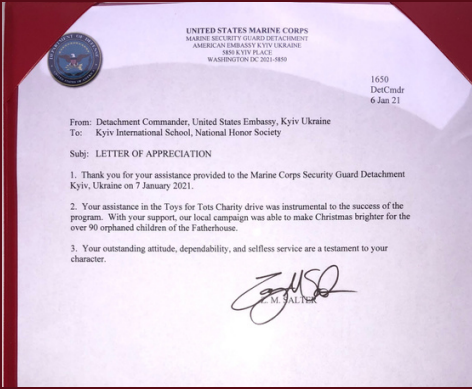 UNITED STATES MARINE CORPS
MARINE SECURITY GUARD DETACHMENT
AMERICAN EMBASSY KYIV UKRAINE
5850 KYIV PLACE
WASHINGTON DC 2021-5850
1650
DetCmdr
6 Jan 21
From: Detachment Commander, United States Embassy, Kyiv Ukraine
To: Kyiv International School, National Honor Society
Subj: LETTER OF APPRECIATION
1. Thank you for your assistance provided to the Marine Corps Security Guard Detachment
Kyiv, Ukraine on 7 January 2021.
2. Your assistance in the Toys for Tots Charity drive was instrumental to the success of the
program. With your support, our local campaign was able to make Christmas brighter for the
over 90 orphaned children of the Fatherhouse.
3. Your outstanding attitude, dependability, and selfless service are a testament to your
character.
M. SALTER